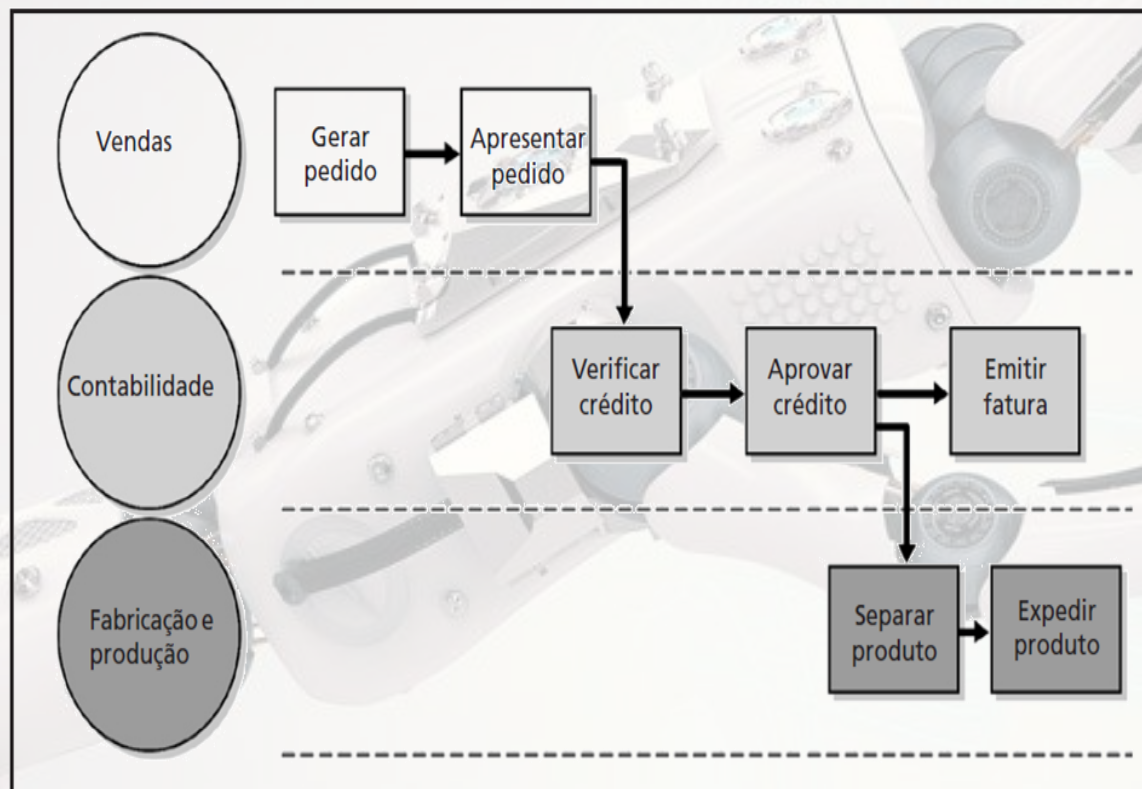 Vendas
Gerar
pedido
Apresentar
pedido
Contabilidade
Verificar
crédito
Aprovar
crédito
Emitir
fatura
Fabricação e
produção
Separar
produto
Expedir
produto